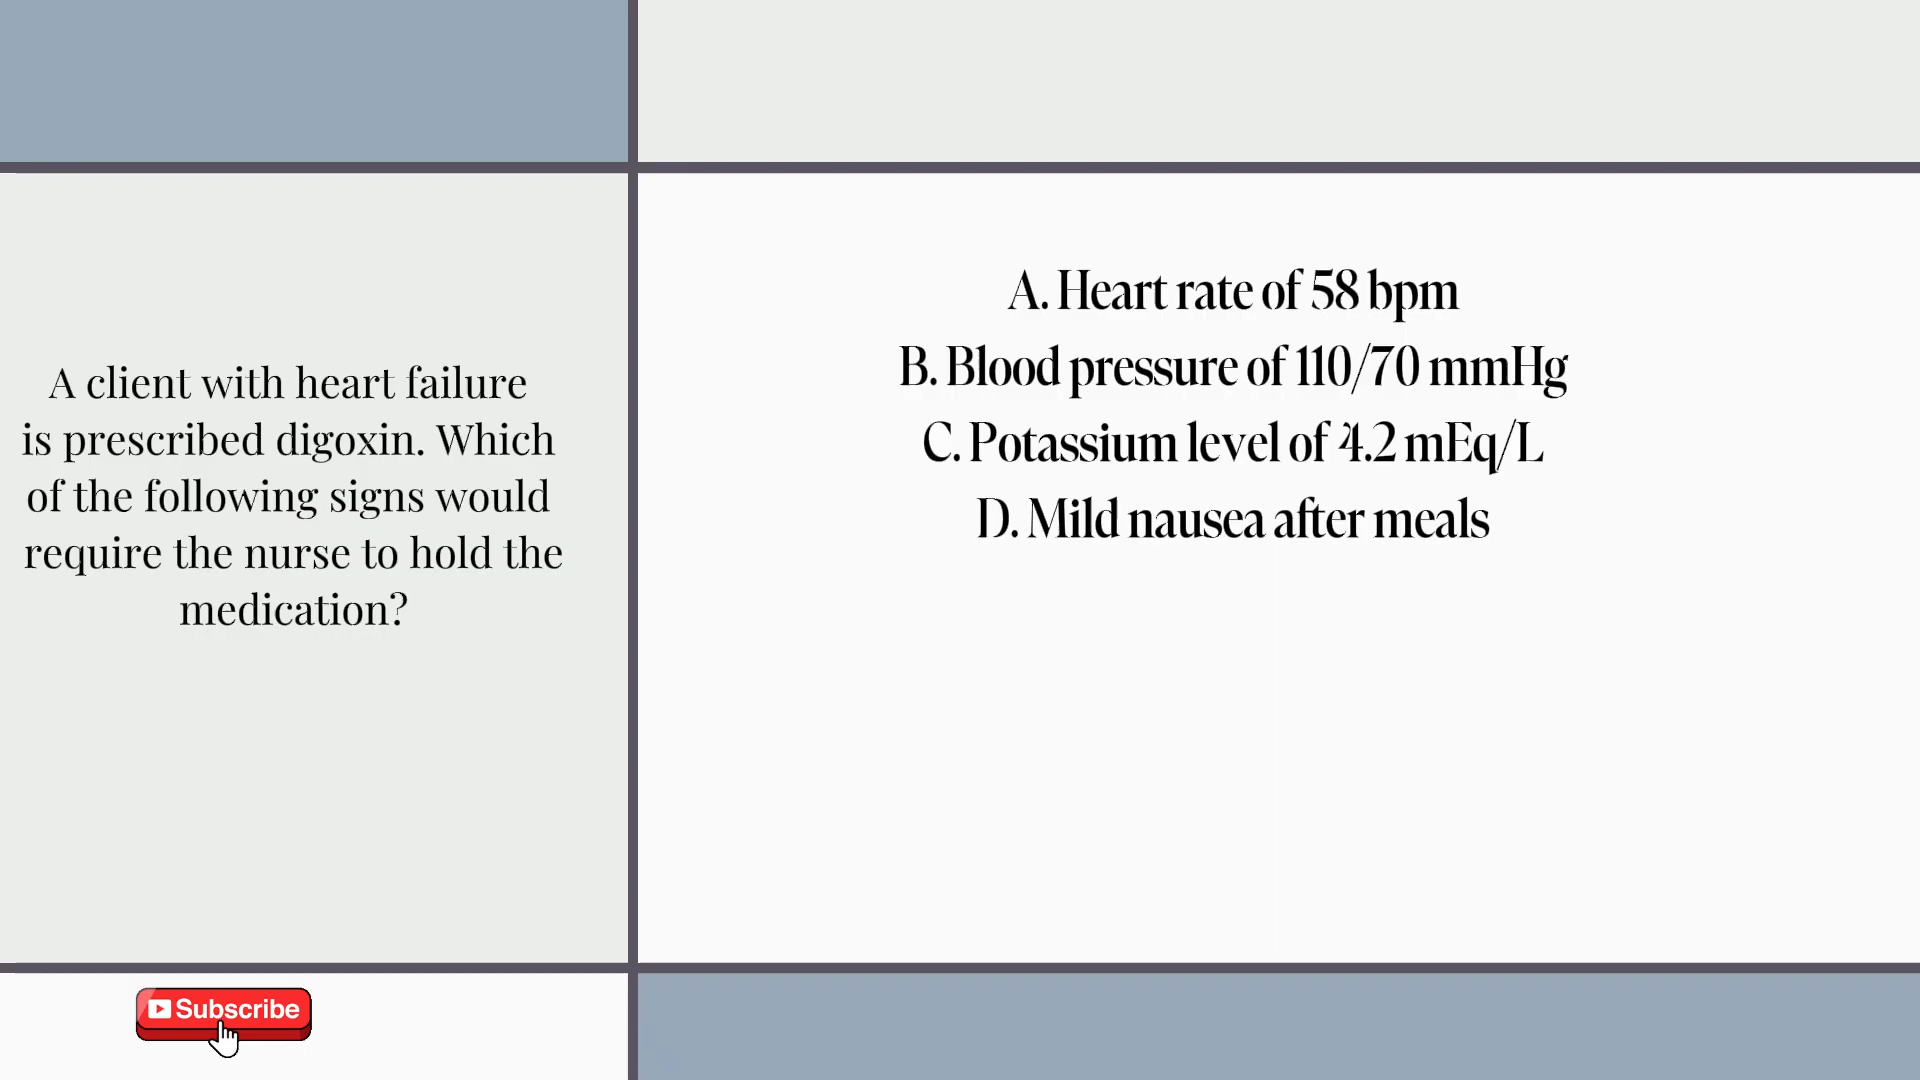 A client with heart failure
is prescribed digoxin. Which
of the following signs would
require the nurse to hold the
medication?
A. Heart rate of 58 bpm
B. Blood pressure of 110/70 mmHg
C. Potassium level of 4.2 mEq/L
D. Mild nausea after meals
Subscribe